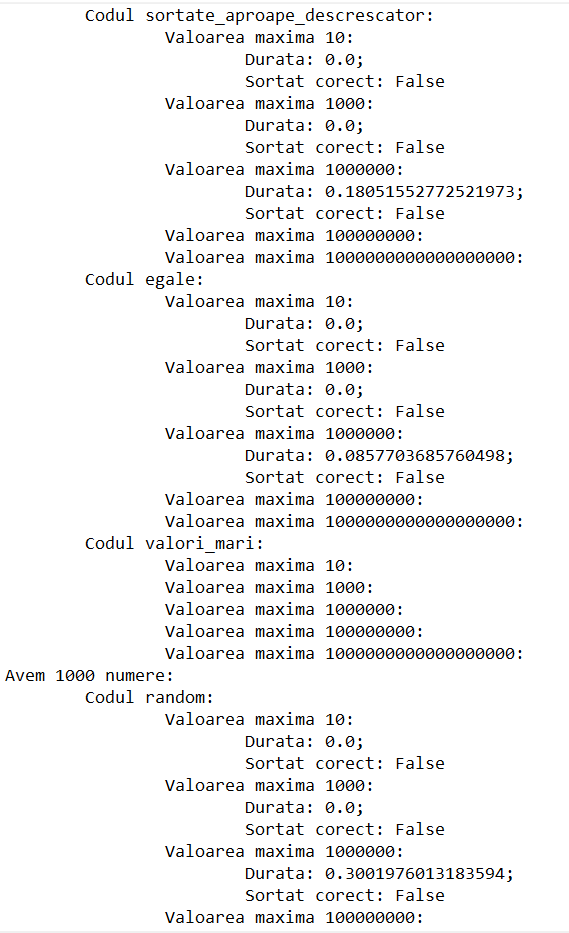 Codul sortate_aproape_descrescator:
Valoarea maxima 10:
Durata: 0.0;
Sortat corect: False
Valoarea maxima 1000:
Durata: 0.0;
Sortat corect: False
Valoarea maxima 1000000:
Durata: 0.18051552772521973;
Sortat corect: False
Valoarea maxima 100000000:
Valoarea maxima 1000000000000000000:
Codul egale:
Valoarea maxima 10:
Durata: 0.0;
Sortat corect: False
Valoarea maxima 1000:
Durata: 0.0;
Sortat corect: False
Valoarea maxima 1000000:
Durata: 0.0857703685760498;
Sortat corect: False
Valoarea maxima 100000000:
Valoarea maxima 1000000000000000000:
Codul valori_mari:
Valoarea maxima 10:
Valoarea maxima 1000:
Valoarea maxima 1000000:
Valoarea maxima 100000000:
Valoarea maxima 1000000000000000000:
Avem 1000 numere:
Codul random:
Valoarea maxima 10:
Durata: 0.0;
Sortat corect: False
Valoarea maxima 1000:
Durata: 0.0;
Sortat corect: False
Valoarea maxima 1000000:
Durata: 0.3001976013183594;
Sortat corect: False
Valoarea maxima 100000000: